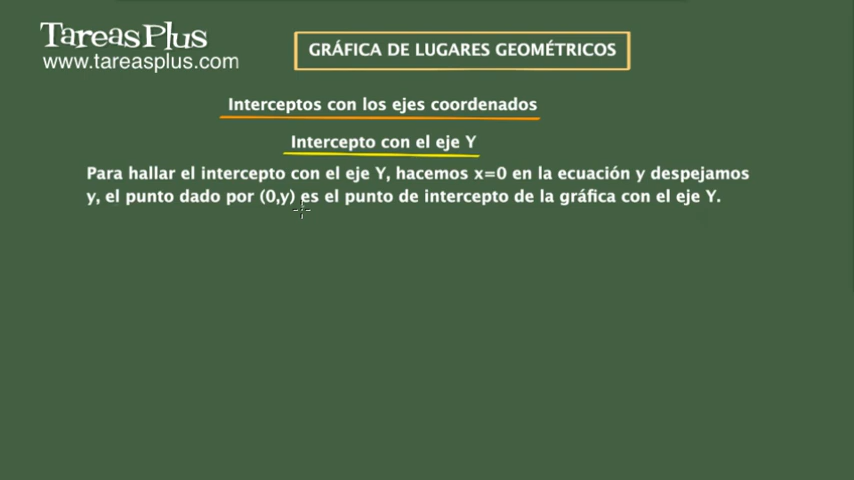 TareasPlus
www.tareasplus.com
GRÁFICA DE LUGARES GEOMÉTRICOS
Interceptos con los ejes coordenados
Intercepto con el eje Y
Para hallar el intercepto con el eje Y, hacemos x=0 en la ecuación y despejamos
y, el punto dado por (0,y) es el punto de intercepto de la gráfica con el eje Y.